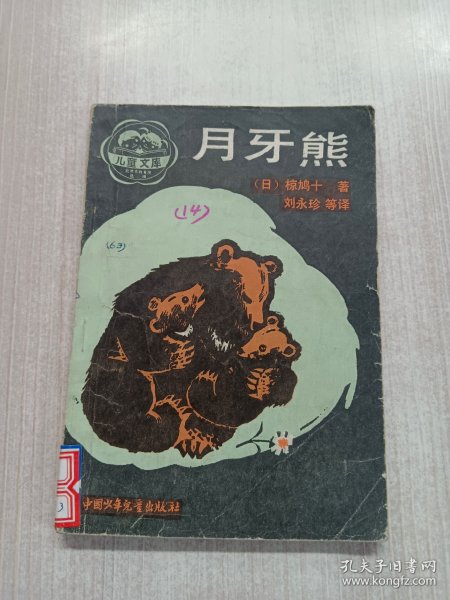 儿童文库
月牙熊
（日）椋鸠十 著
刘永珍 等译
(14)
(63)
3
中国少年儿童出版社
孔夫子旧书网
www.kongfz.com